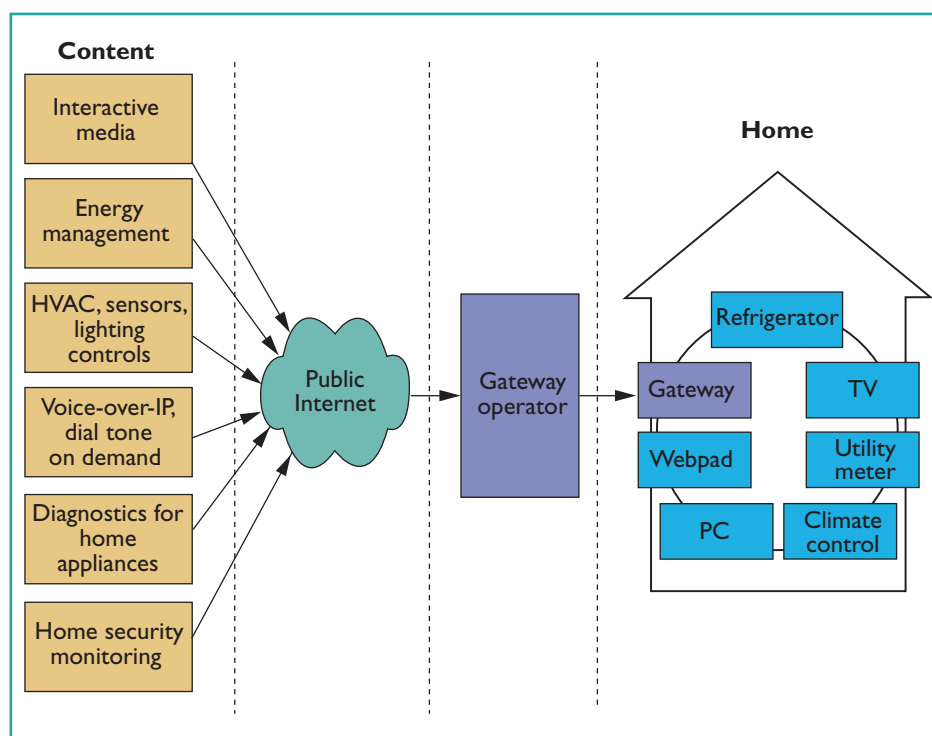 Content
Interactive
media
Energy
management
HVAC, sensors,
lighting
controls
Voice-over-IP,
dial tone
on demand
Diagnostics for
home
appliances
Home security
monitoring
Public
Internet
Gateway
operator
Home
Refrigerator
Gateway
TV
Webpad
Utility
meter
PC
Climate
control